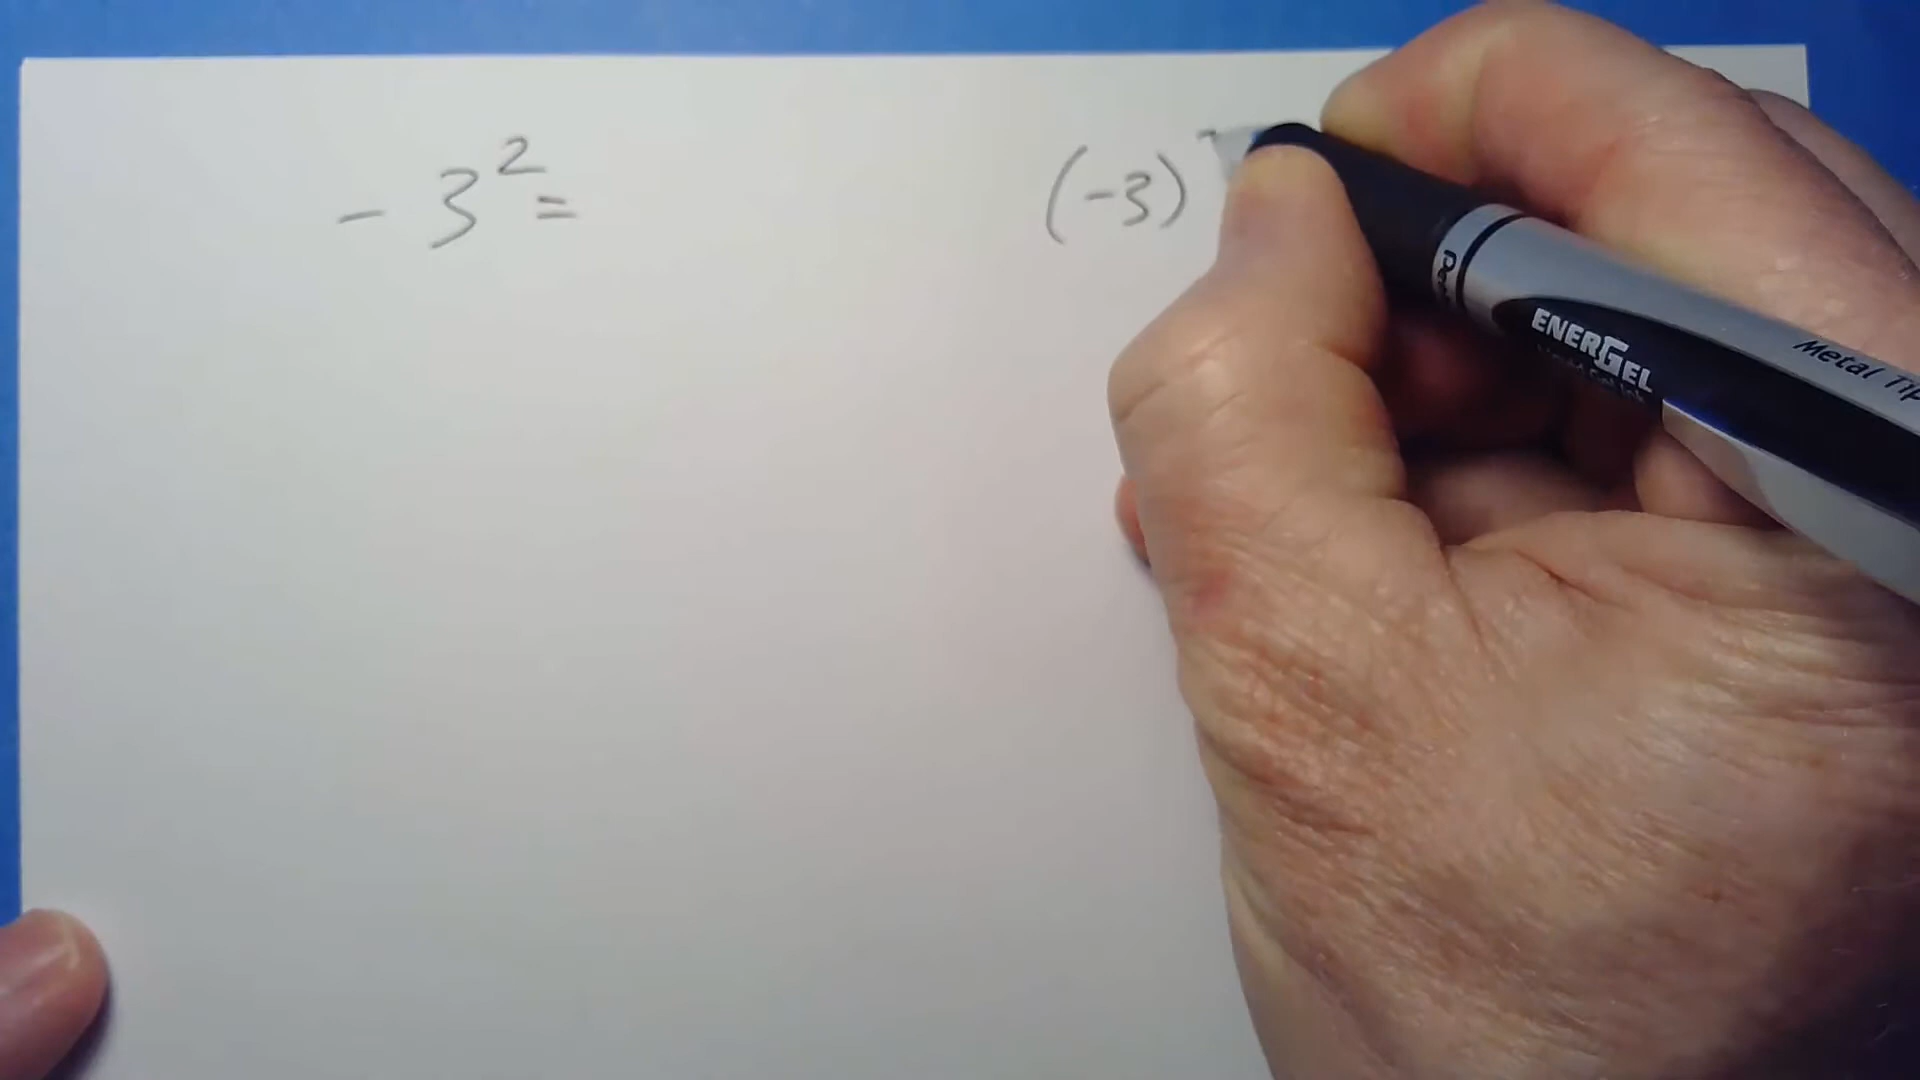 -3²=
(-3)
ENERGEL
Metal Tip